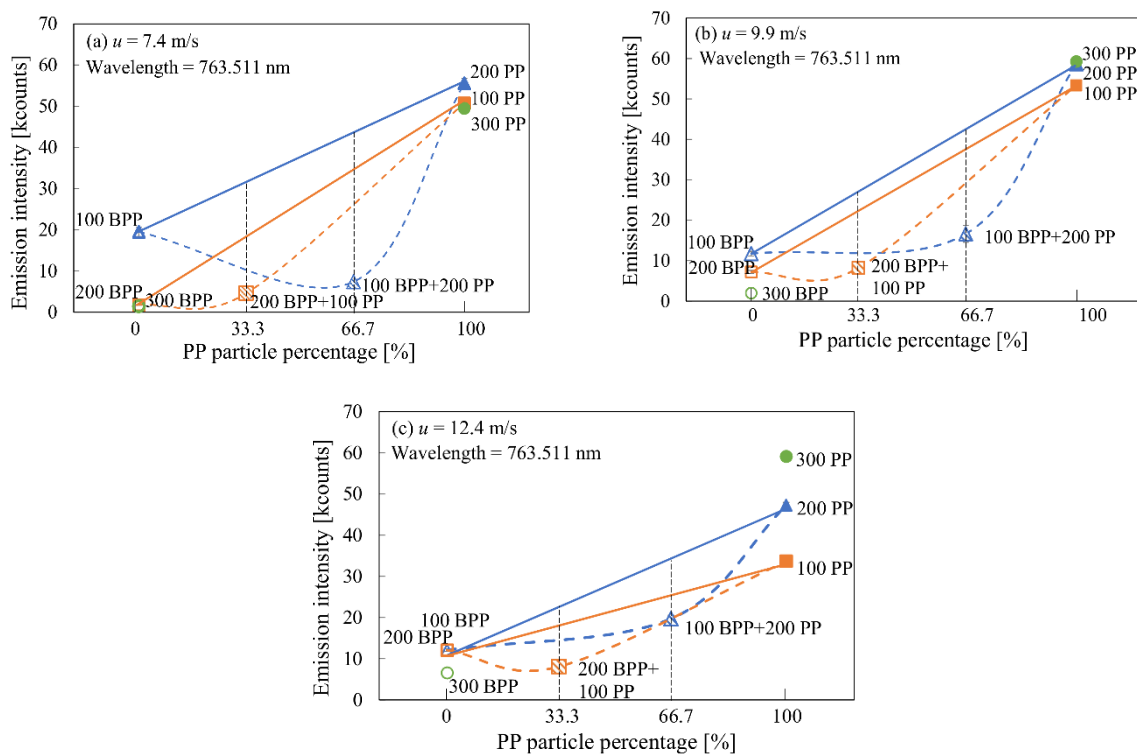 (a) u = 7.4 m/s
Wavelength = 763.511 nm
Emission intensity [kcounts]
70
60
50
40
30
20
10
0
200 PP
100 PP
300 PP
100 BPP
200 BPP
300 BPP
200 BPP+100 PP
100 BPP+200 PP
0
33.3
66.7
100
PP particle percentage [%]
(b) u = 9.9 m/s
Wavelength = 763.511 nm
Emission intensity [kcounts]
70
60
50
40
30
20
10
0
300 PP
200 PP
100 PP
100 BPP
200 BPP
300 BPP
200 BPP+
100 PP
100 BPP+200 PP
0
33.3
66.7
100
PP particle percentage [%]
(c) u = 12.4 m/s
Wavelength = 763.511 nm
Emission intensity [kcounts]
70
60
50
40
30
20
10
0
300 PP
200 PP
100 PP
100 BPP
200 BPP
300 BPP
200 BPP+
100 PP
100 BPP+200 PP
0
33.3
66.7
100
PP particle percentage [%]